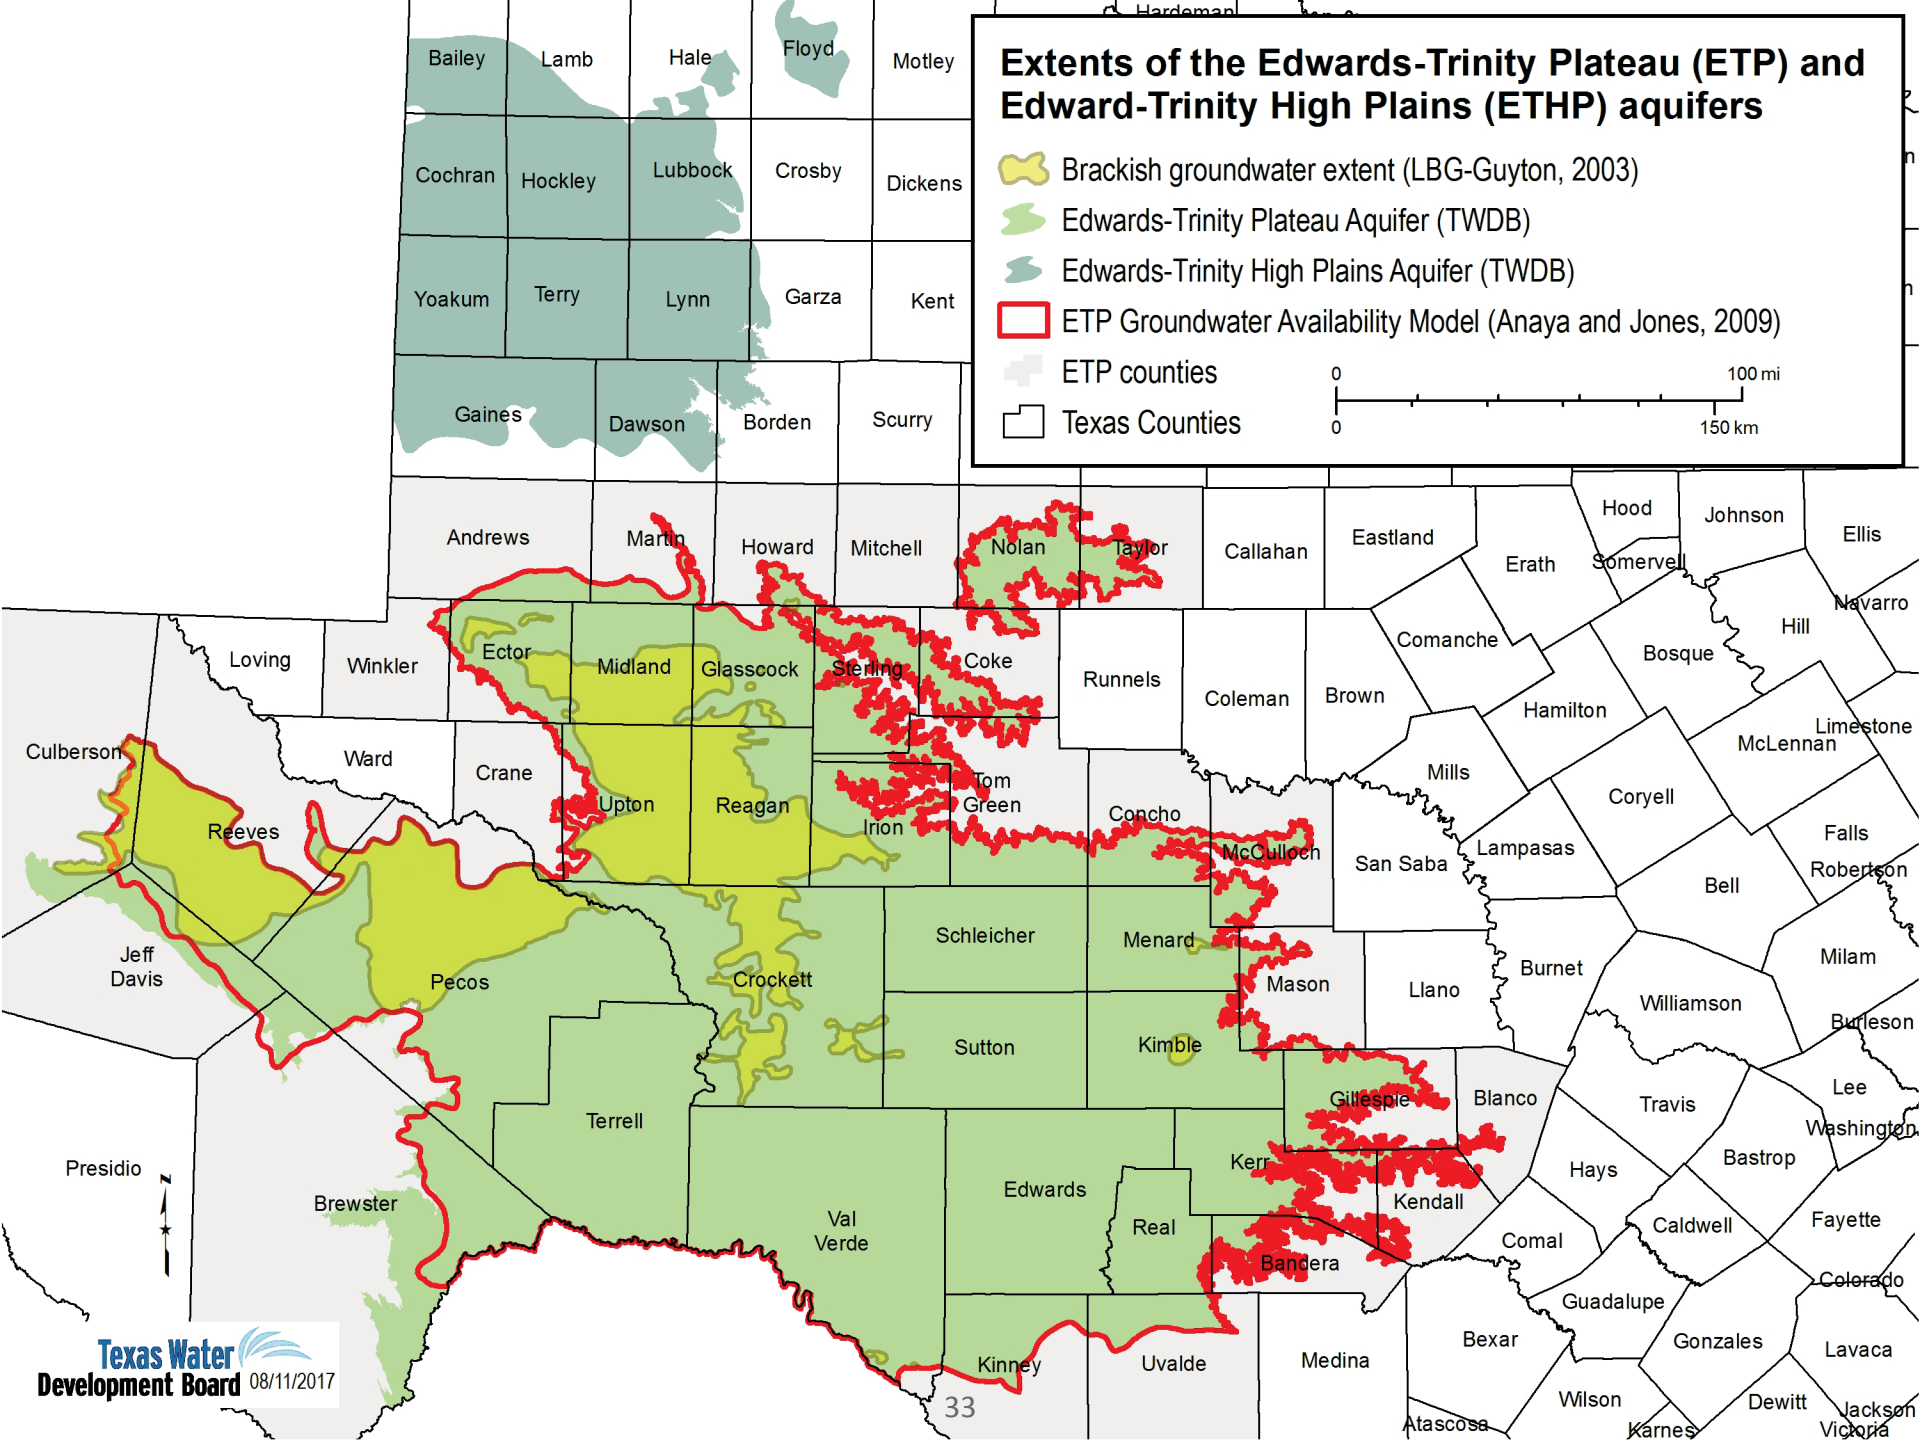 Hardeman
Extents of the Edwards-Trinity Plateau (ETP) and
Edward-Trinity High Plains (ETHP) aquifers
Brackish groundwater extent (LBG-Guyton, 2003)
Edwards-Trinity Plateau Aquifer (TWDB)
Edwards-Trinity High Plains Aquifer (TWDB)
ETP Groundwater Availability Model (Anaya and Jones, 2009)
ETP counties
Texas Counties
0
100 mi
0
150 km
Bailey
Lamb
Hale
Floyd
Motley
Cochran
Hockley
Lubbock
Crosby
Dickens
Yoakum
Terry
Lynn
Garza
Kent
Gaines
Dawson
Borden
Scurry
Andrews
Martin
Howard
Mitchell
Nolan
Taylor
Callahan
Eastland
Erath
Hood
Somervell
Johnson
Ellis
Navarro
Hill
Loving
Winkler
Ector
Midland
Glasscock
Sterling
Coke
Runnels
Coleman
Brown
Comanche
Hamilton
Bosque
McLennan
Limestone
Culberson
Reeves
Ward
Crane
Upton
Reagan
Irion
Tom
Green
Concho
McCulloch
San Saba
Mills
Lampasas
Coryell
Bell
Falls
Robertson
Milam
Jeff
Davis
Pecos
Crockett
Schleicher
Menard
Mason
Llano
Burnet
Williamson
Burleson
Sutton
Kimble
Gillespie
Blanco
Travis
Lee
Washington
Bastrop
Hays
Presidio
N
Brewster
Terrell
Val
Verde
Edwards
Real
Kerr
Kendall
Bandera
Comal
Caldwell
Fayette
Colorado
Guadalupe
Gonzales
Lavaca
Kinney
Uvalde
Medina
Bexar
Wilson
Atascosa
Karnes
Dewitt
Jackson
Victoria
Texas Water
Development Board
08/11/2017
33